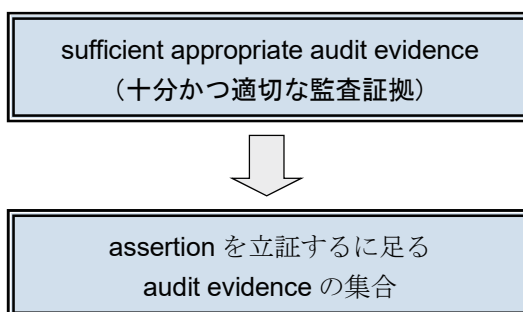 sufficient appropriate audit evidence
（十分かつ適切な監査証拠）
assertion を立証するに足る
audit evidence の集合